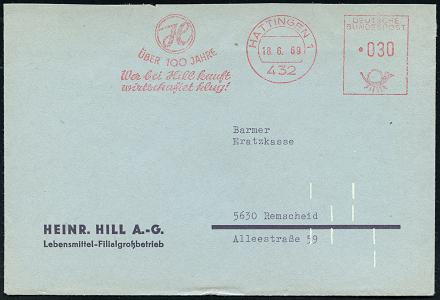 H
ÜBER 100 JAHRE
Wer bei Hill kauft
wirtschaftet klug!
HATTINGEN 1
18.6.69
432
DEUTSCHE
BUNDESPOST
030
Barmer
Eratzkasse
5630 Remscheid
Alleestraße 59
HEINR. HILL A.-G.
Lebensmittel-Filialgroßbetrieb